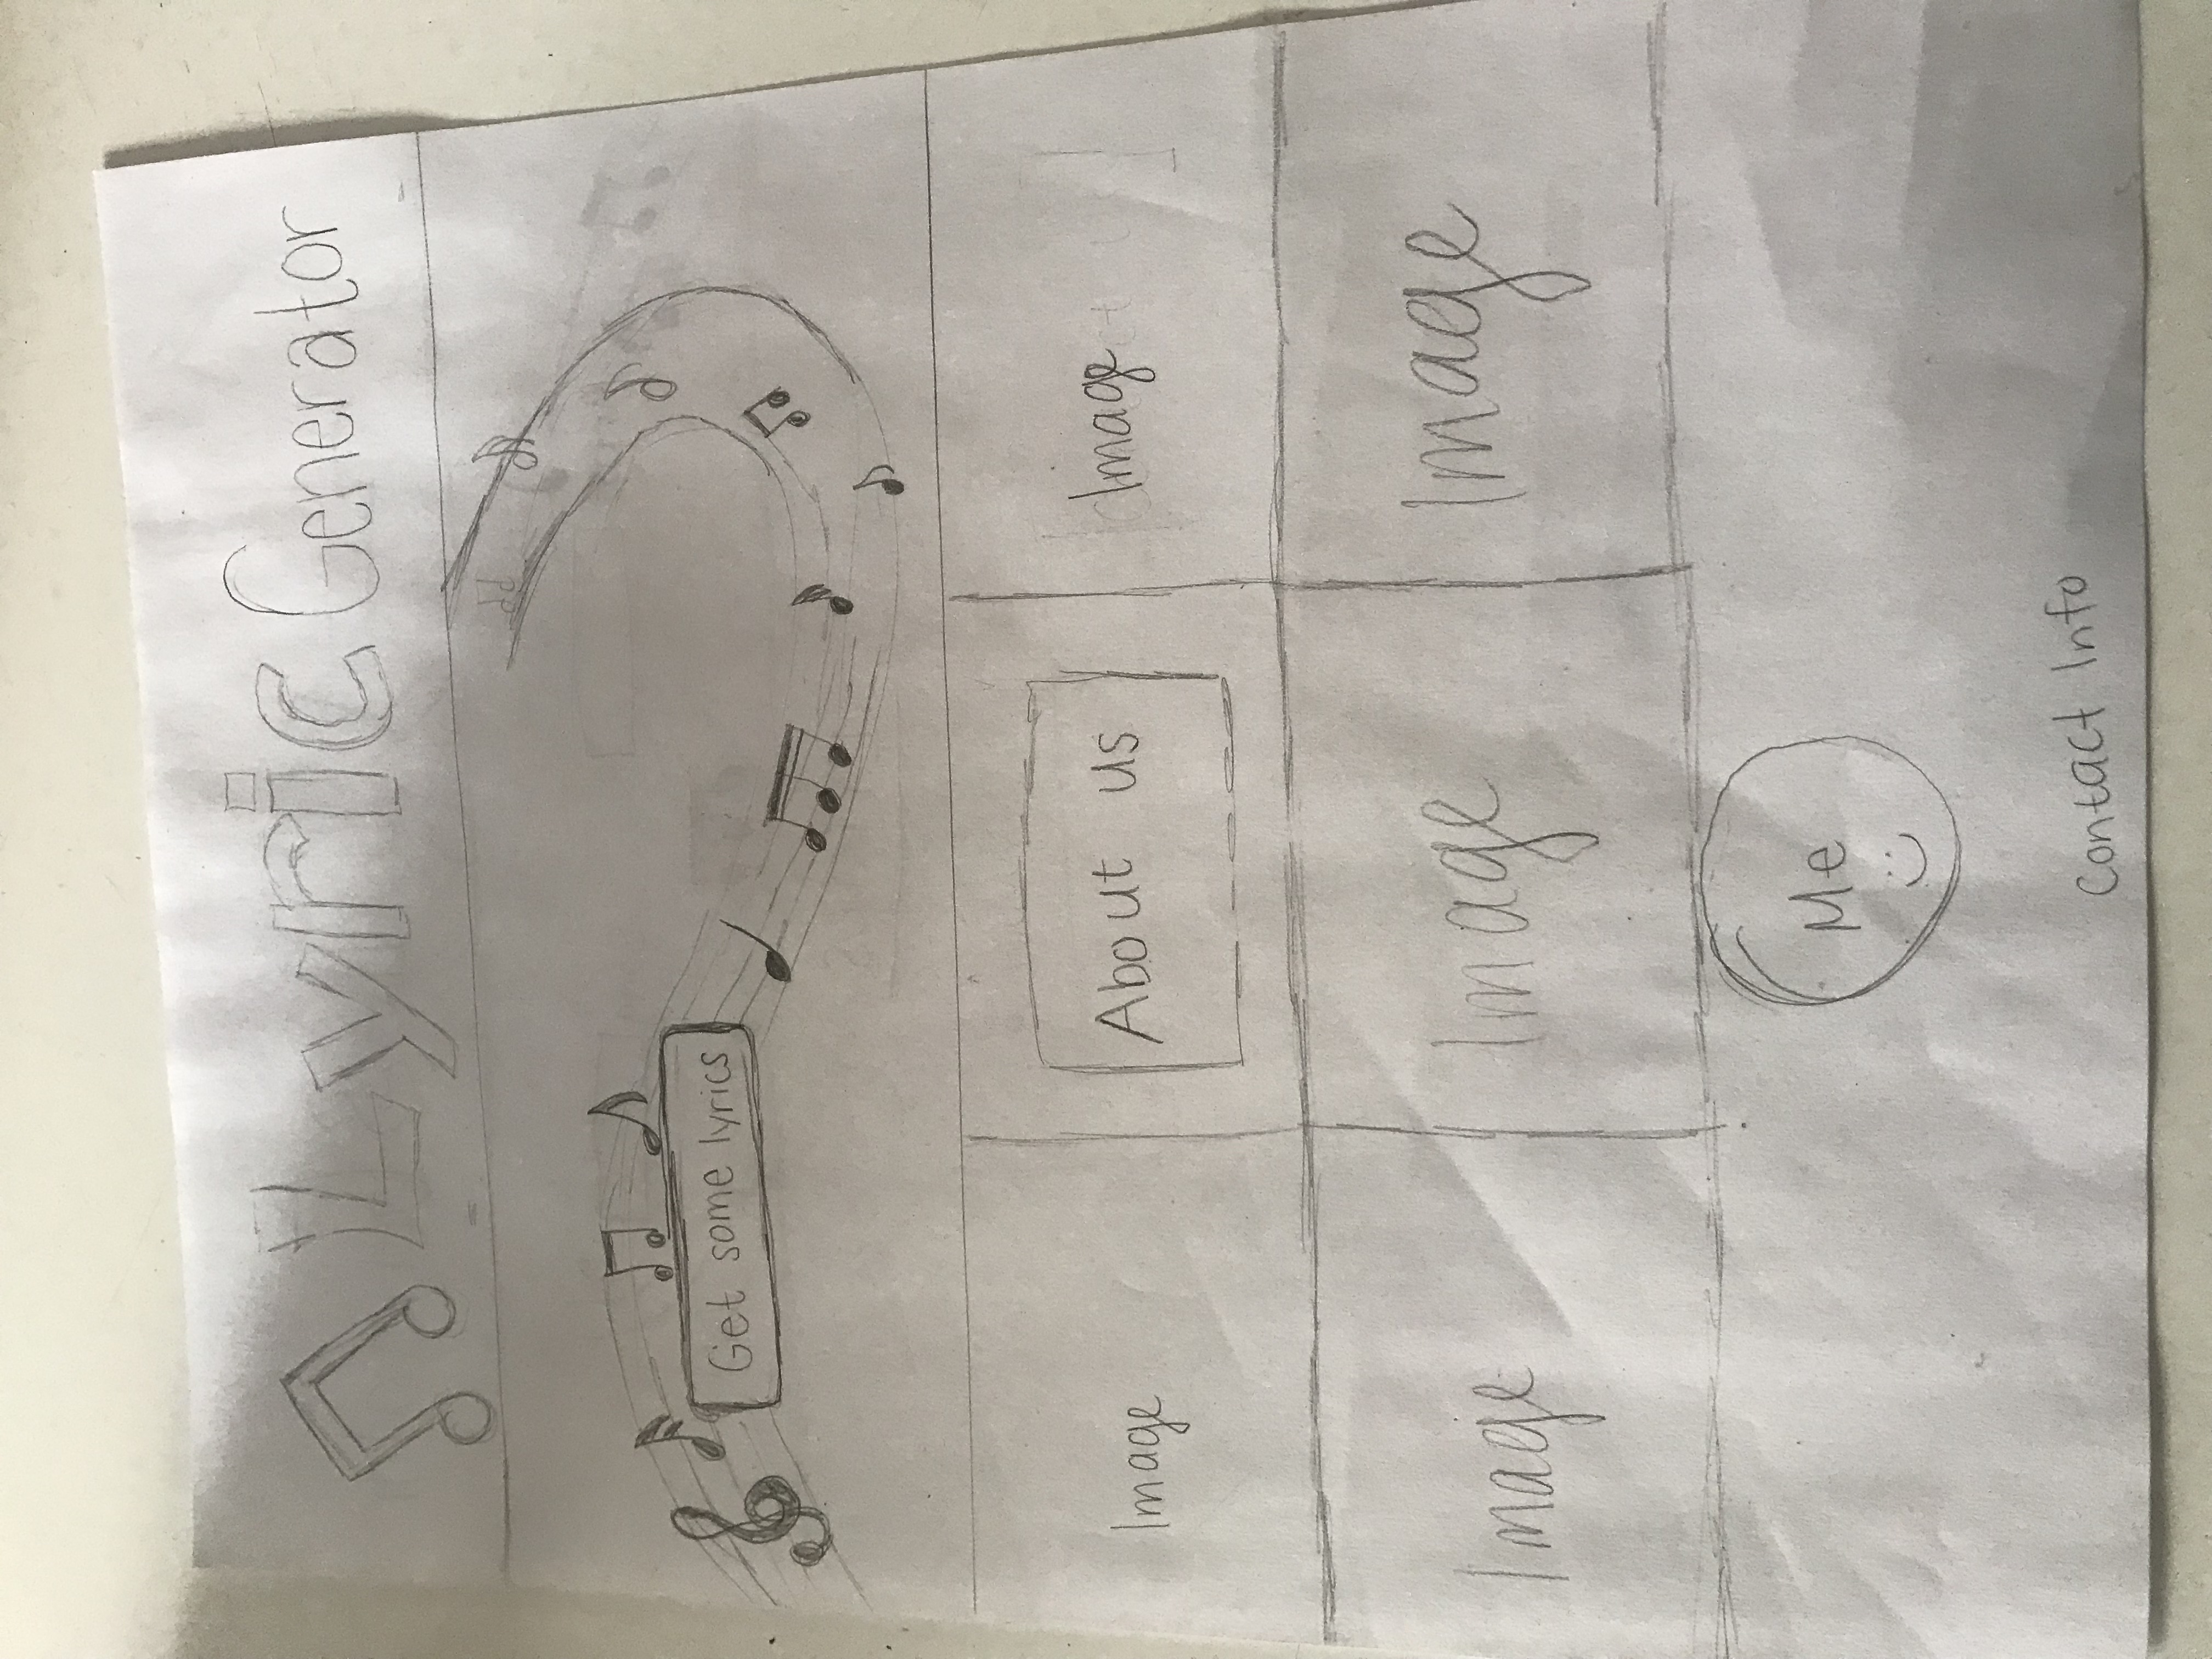 Lyric Generator
Get some lyrics
Image
About us
Image
Image
Image
Image
Me
Contact Info